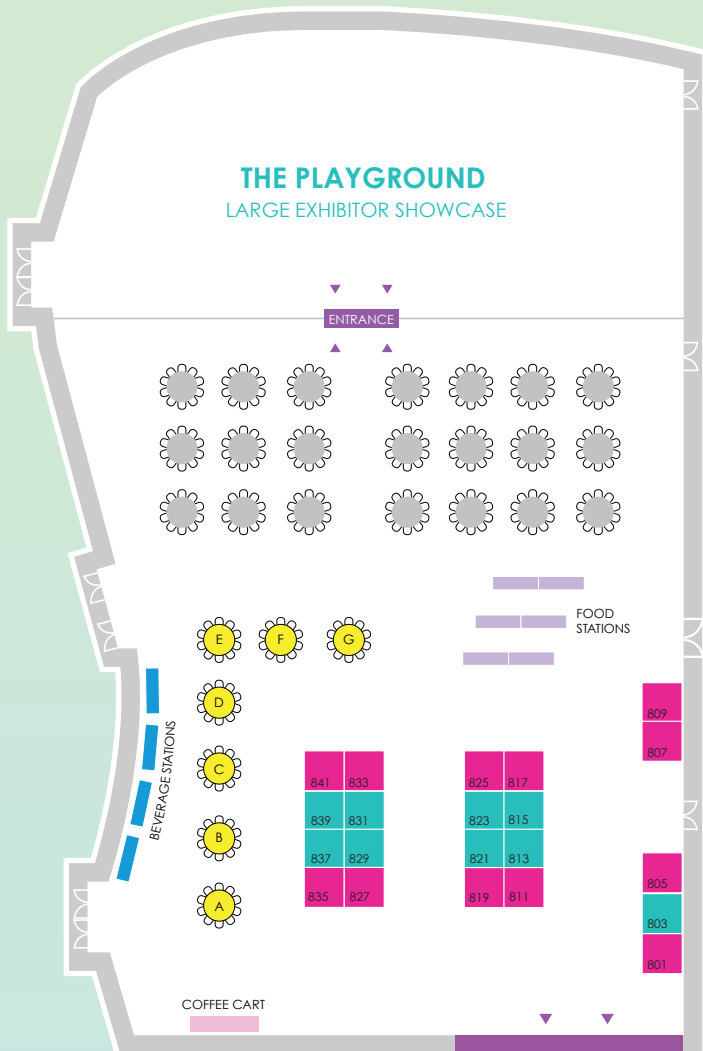 THE PLAYGROUND
LARGE EXHIBITOR SHOWCASE
ENTRANCE
FOOD
STATIONS
E F G
D
C
B
A
BEVERAGE STATIONS
809
807
841 833 825 817
839 831 823 815
837 829 821 813
835 827 819 811
805
803
801
COFFEE CART